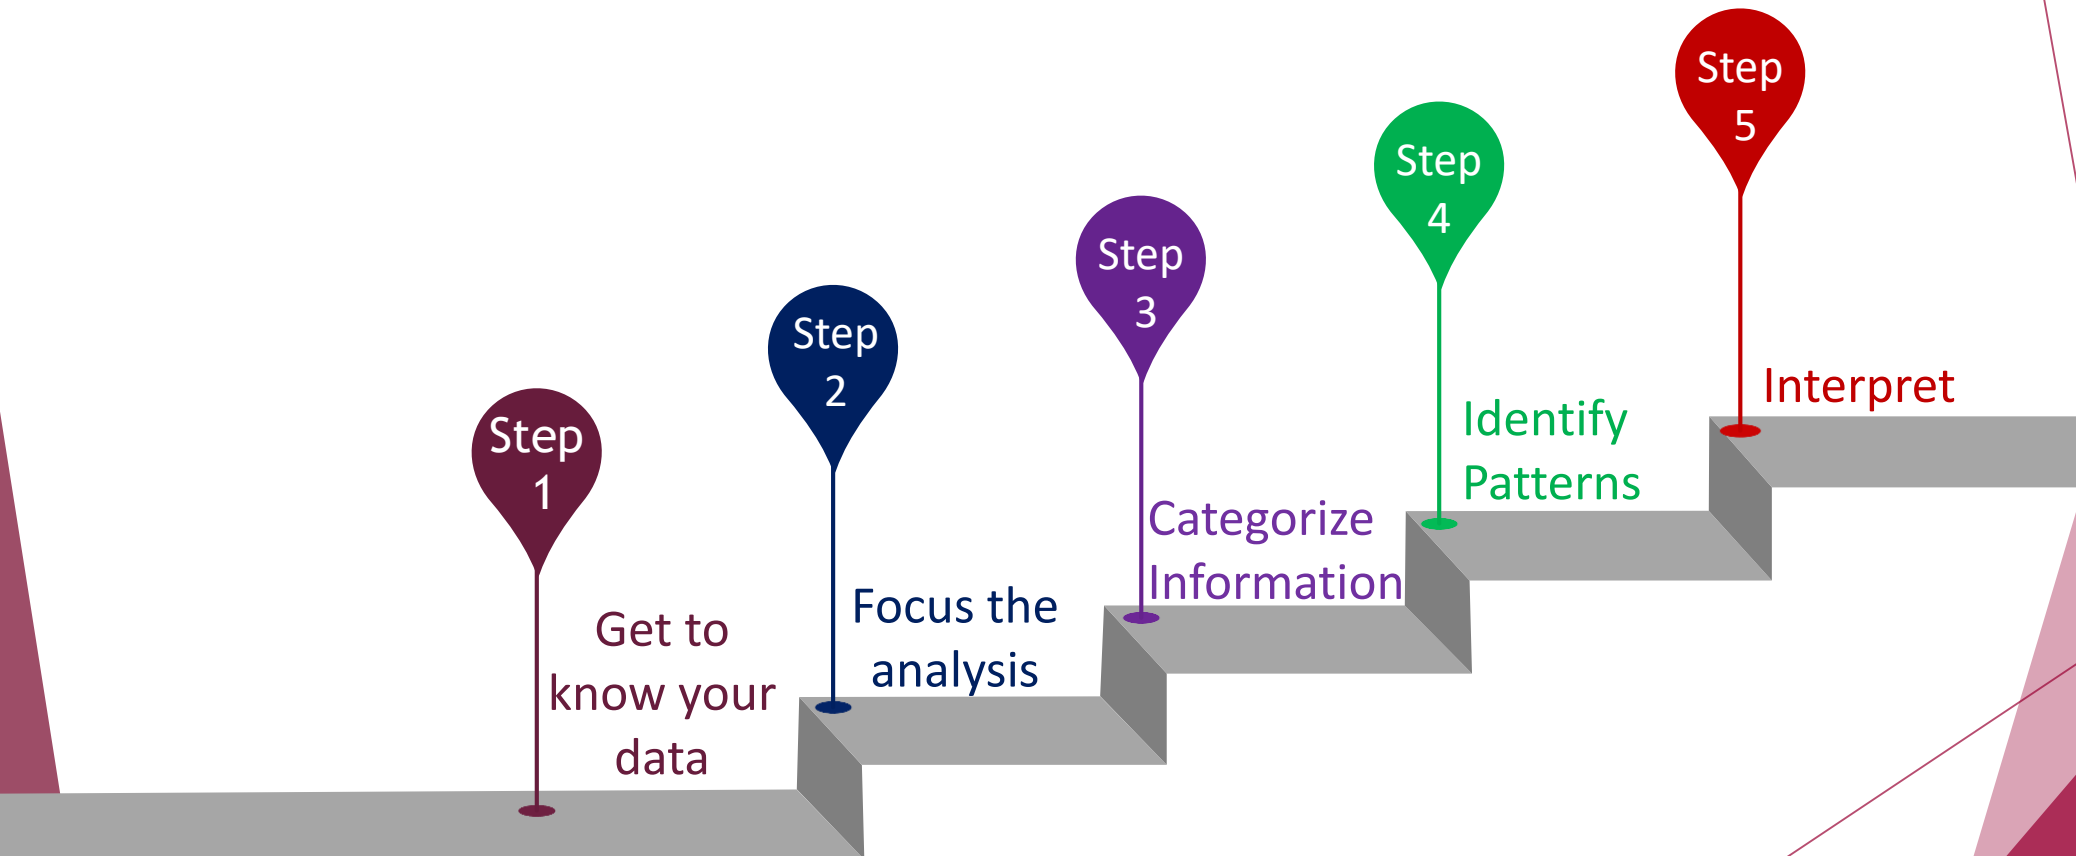 Step
1
Get to
know your
data
Step
2
Focus the
analysis
Step
3
Categorize
Information
Step
4
Identify
Patterns
Step
5
Interpret